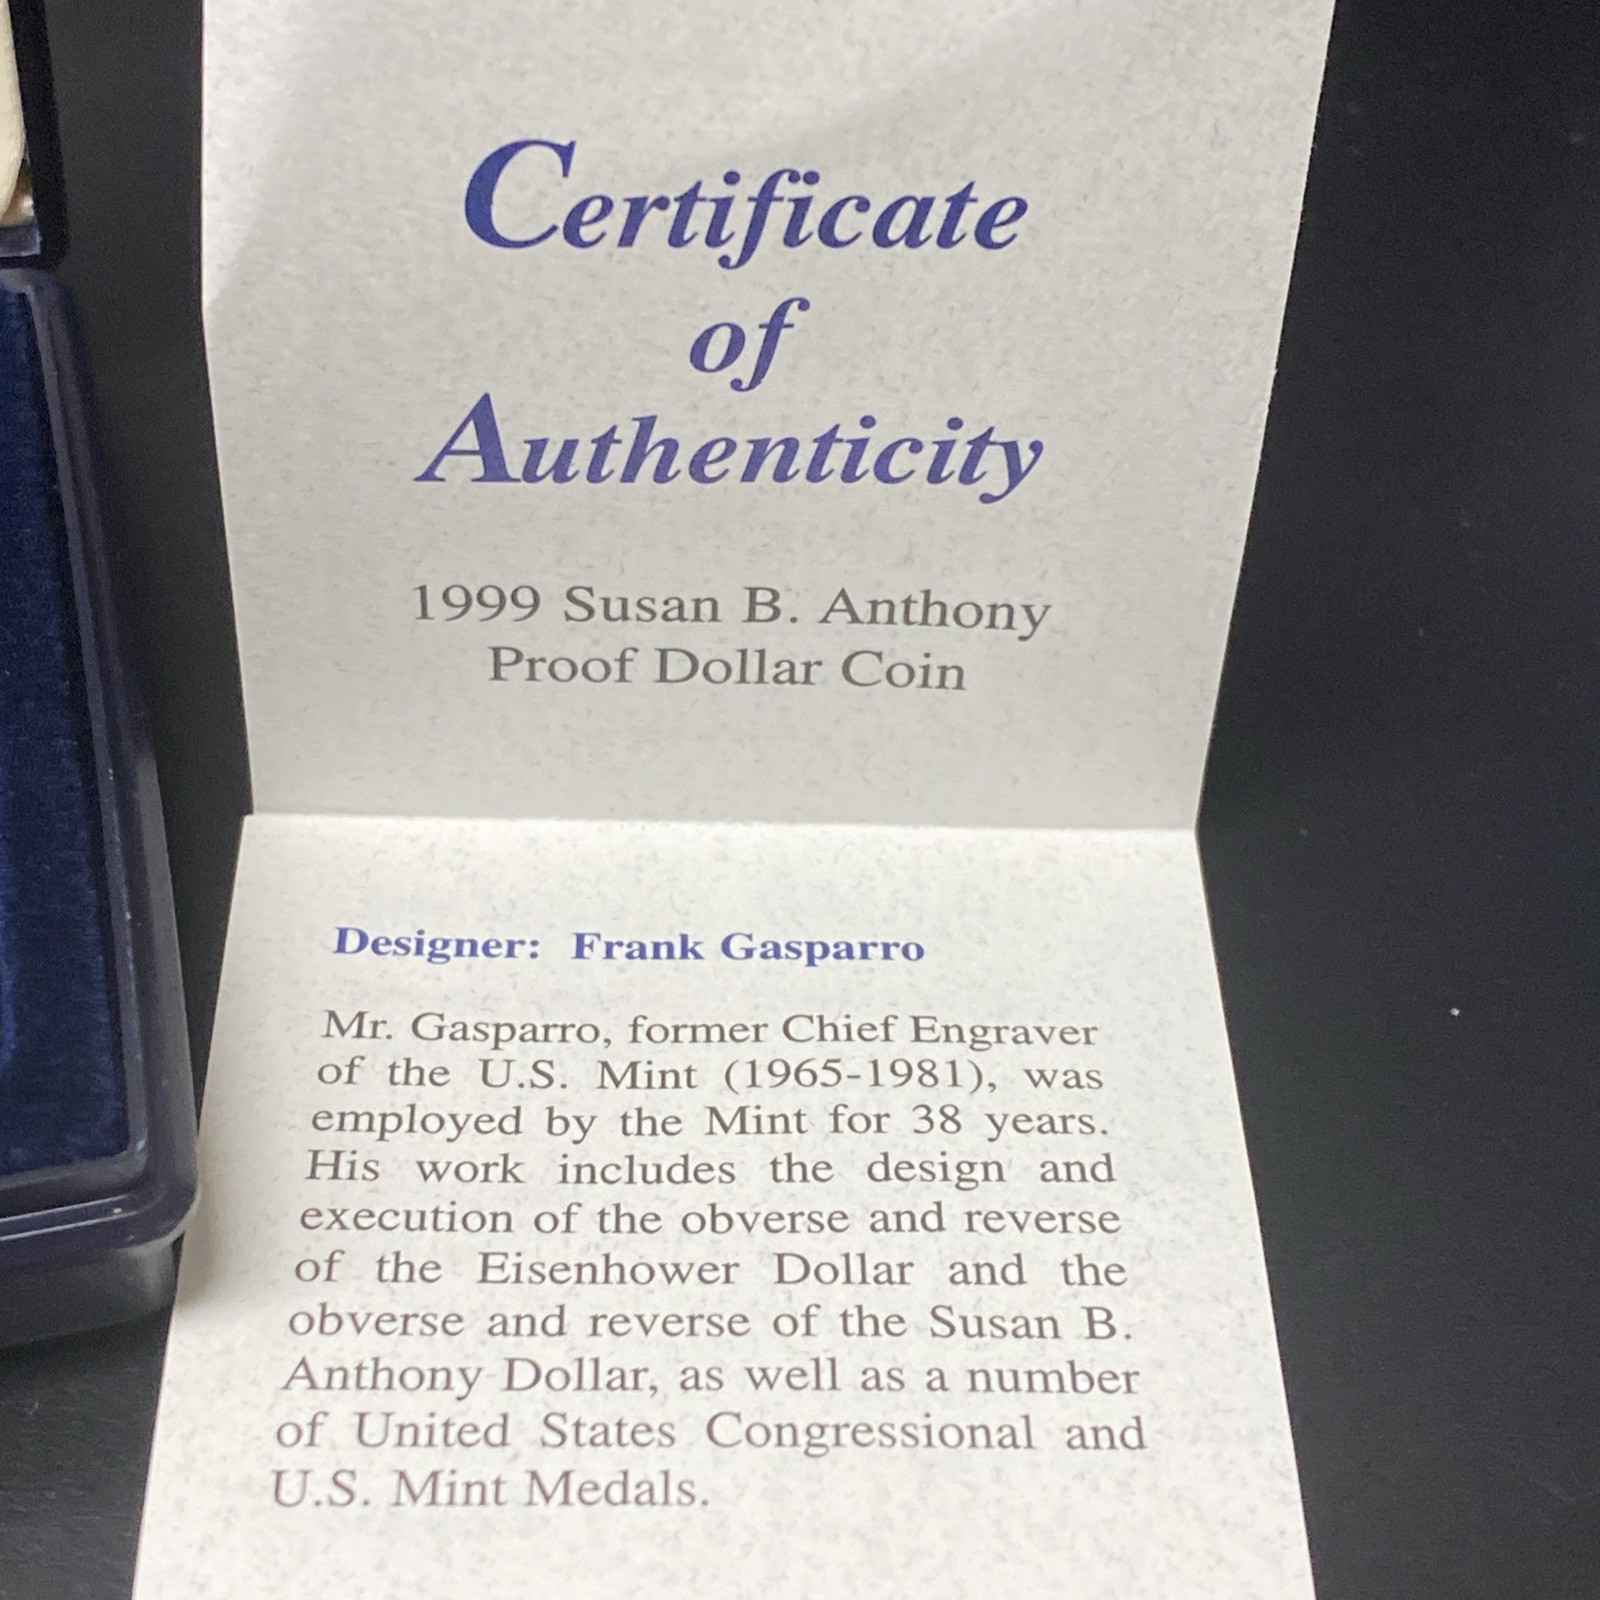 Certificate
of
Authenticity
1999 Susan B. Anthony
Proof Dollar Coin
Designer: Frank Gasparro
Mr. Gasparro, former Chief Engraver
of the U.S. Mint (1965-1981), was
employed by the Mint for 38 years.
His work includes the design and
execution of the obverse and reverse
of the Eisenhower Dollar and the
obverse and reverse of the Susan B.
Anthony Dollar, as well as a number
of United States Congressional and
U.S. Mint Medals.